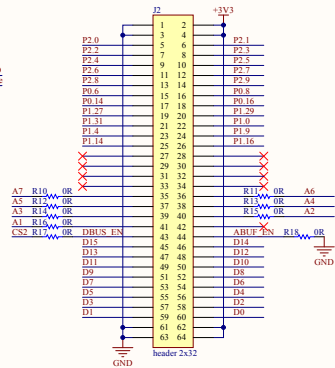 J2
+3V3
1 2
3 4
P2.0 5 6 P2.1
P2.2 7 8 P2.3
P2.4 9 10 P2.5
P2.6 11 12 P2.7
P2.8 13 14 P2.9
P0.6 15 16 P0.8
P0.14 17 18 P0.16
P1.27 19 20 P1.29
P1.31 21 22 P1.0
P1.4 23 24 P1.9
P1.14 25 26 P1.16
27 28
29 30
31 32
33 34
A7 R10 0R 35 36 R11 0R A6
A5 R12 0R 37 38 R13 0R A4
A3 R14 0R 39 40 R15 0R A2
A1 R16 0R 41 42
CS2 R17 0R DBUS_EN 43 44 ABUF_EN R18 0R
D15 45 46 D14
D13 47 48 D12
D11 49 50 D10
D9 51 52 D8
D7 53 54 D6
D5 55 56 D4
D3 57 58 D2
D1 59 60 D0
61 62
63 64
GND
header 2x32
GND